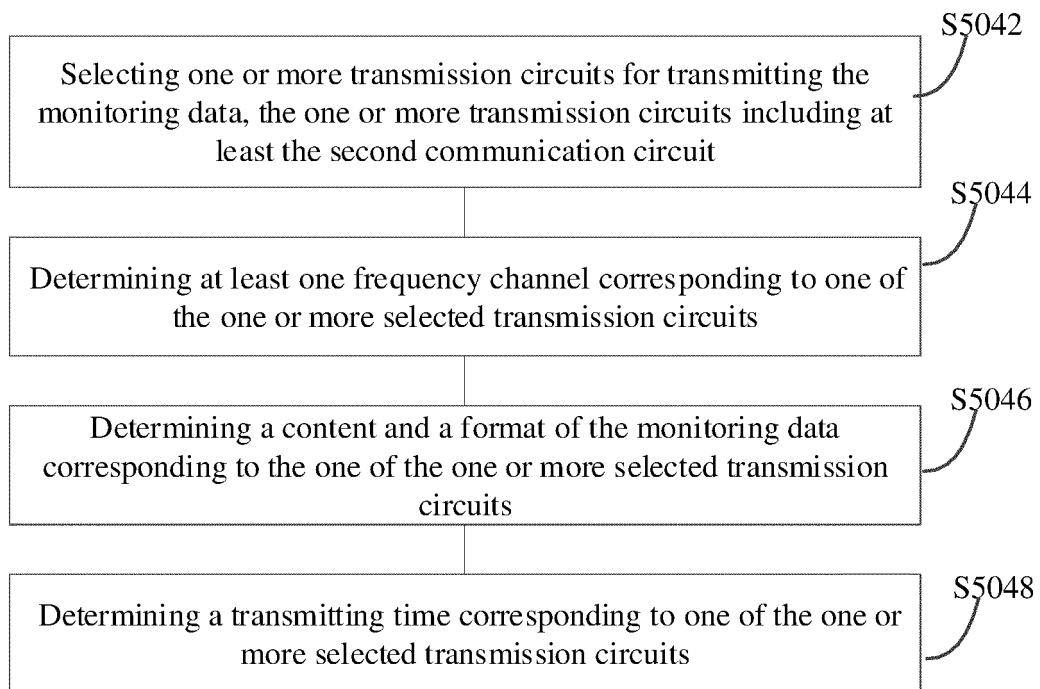 S5042
Selecting one or more transmission circuits for transmitting the
monitoring data, the one or more transmission circuits including at
least the second communication circuit
S5044
Determining at least one frequency channel corresponding to one of
the one or more selected transmission circuits
S5046
Determining a content and a format of the monitoring data
corresponding to the one of the one or more selected transmission
circuits
S5048
Determining a transmitting time corresponding to one of the one or
more selected transmission circuits